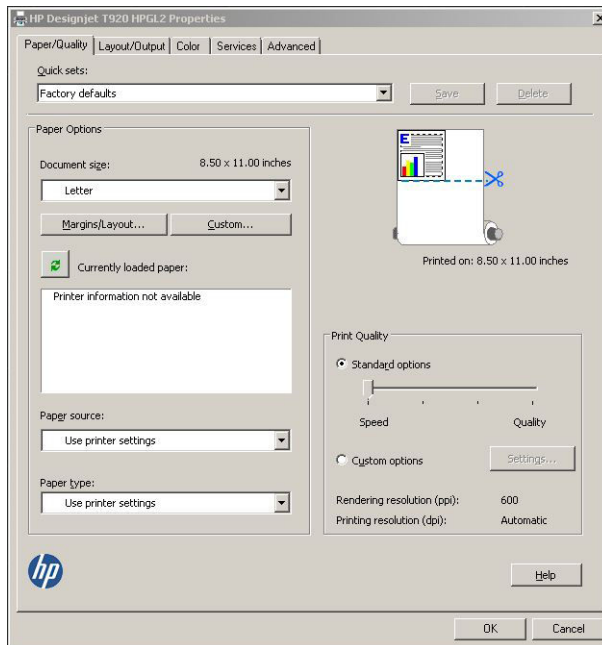 HP Designjet T920 HPGL2 Properties
Paper/Quality Layout/Output Color Services Advanced
Quick sets:
Factory defaults
Save
Delete
Paper Options
Document size:
8.50 x 11.00 inches
Letter
Margins/Layout...
Custom...
Currently loaded paper:
Printer information not available
Paper source:
Use printer settings
Paper type:
Use printer settings
E
Printed on: 8.50 x 11.00 inches
Print Quality
Standard options
Speed
Quality
Custom options
Settings...
Rendering resolution (ppi): 600
Printing resolution (dpi): Automatic
hp
Help
OK
Cancel